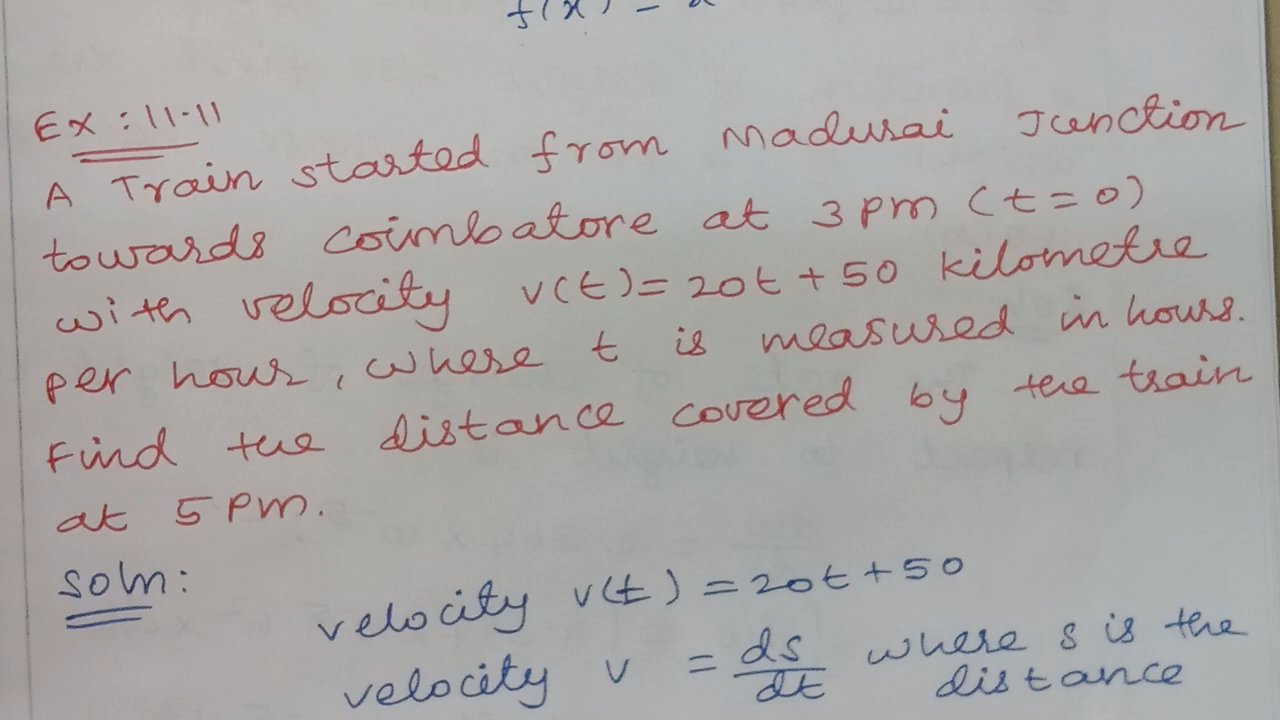 f(x) =
Ex : 11.11
A Train started from Madurai Junction
towards Coimbatore at 3 pm (t = 0)
with velocity v(t) = 20t + 50 kilometre
per hour, where t is measured in hours.
Find the distance covered by the train
at 5 pm.
Soln:
velocity v(t) = 20t + 50
velocity v = ds/dt where s is the
distance